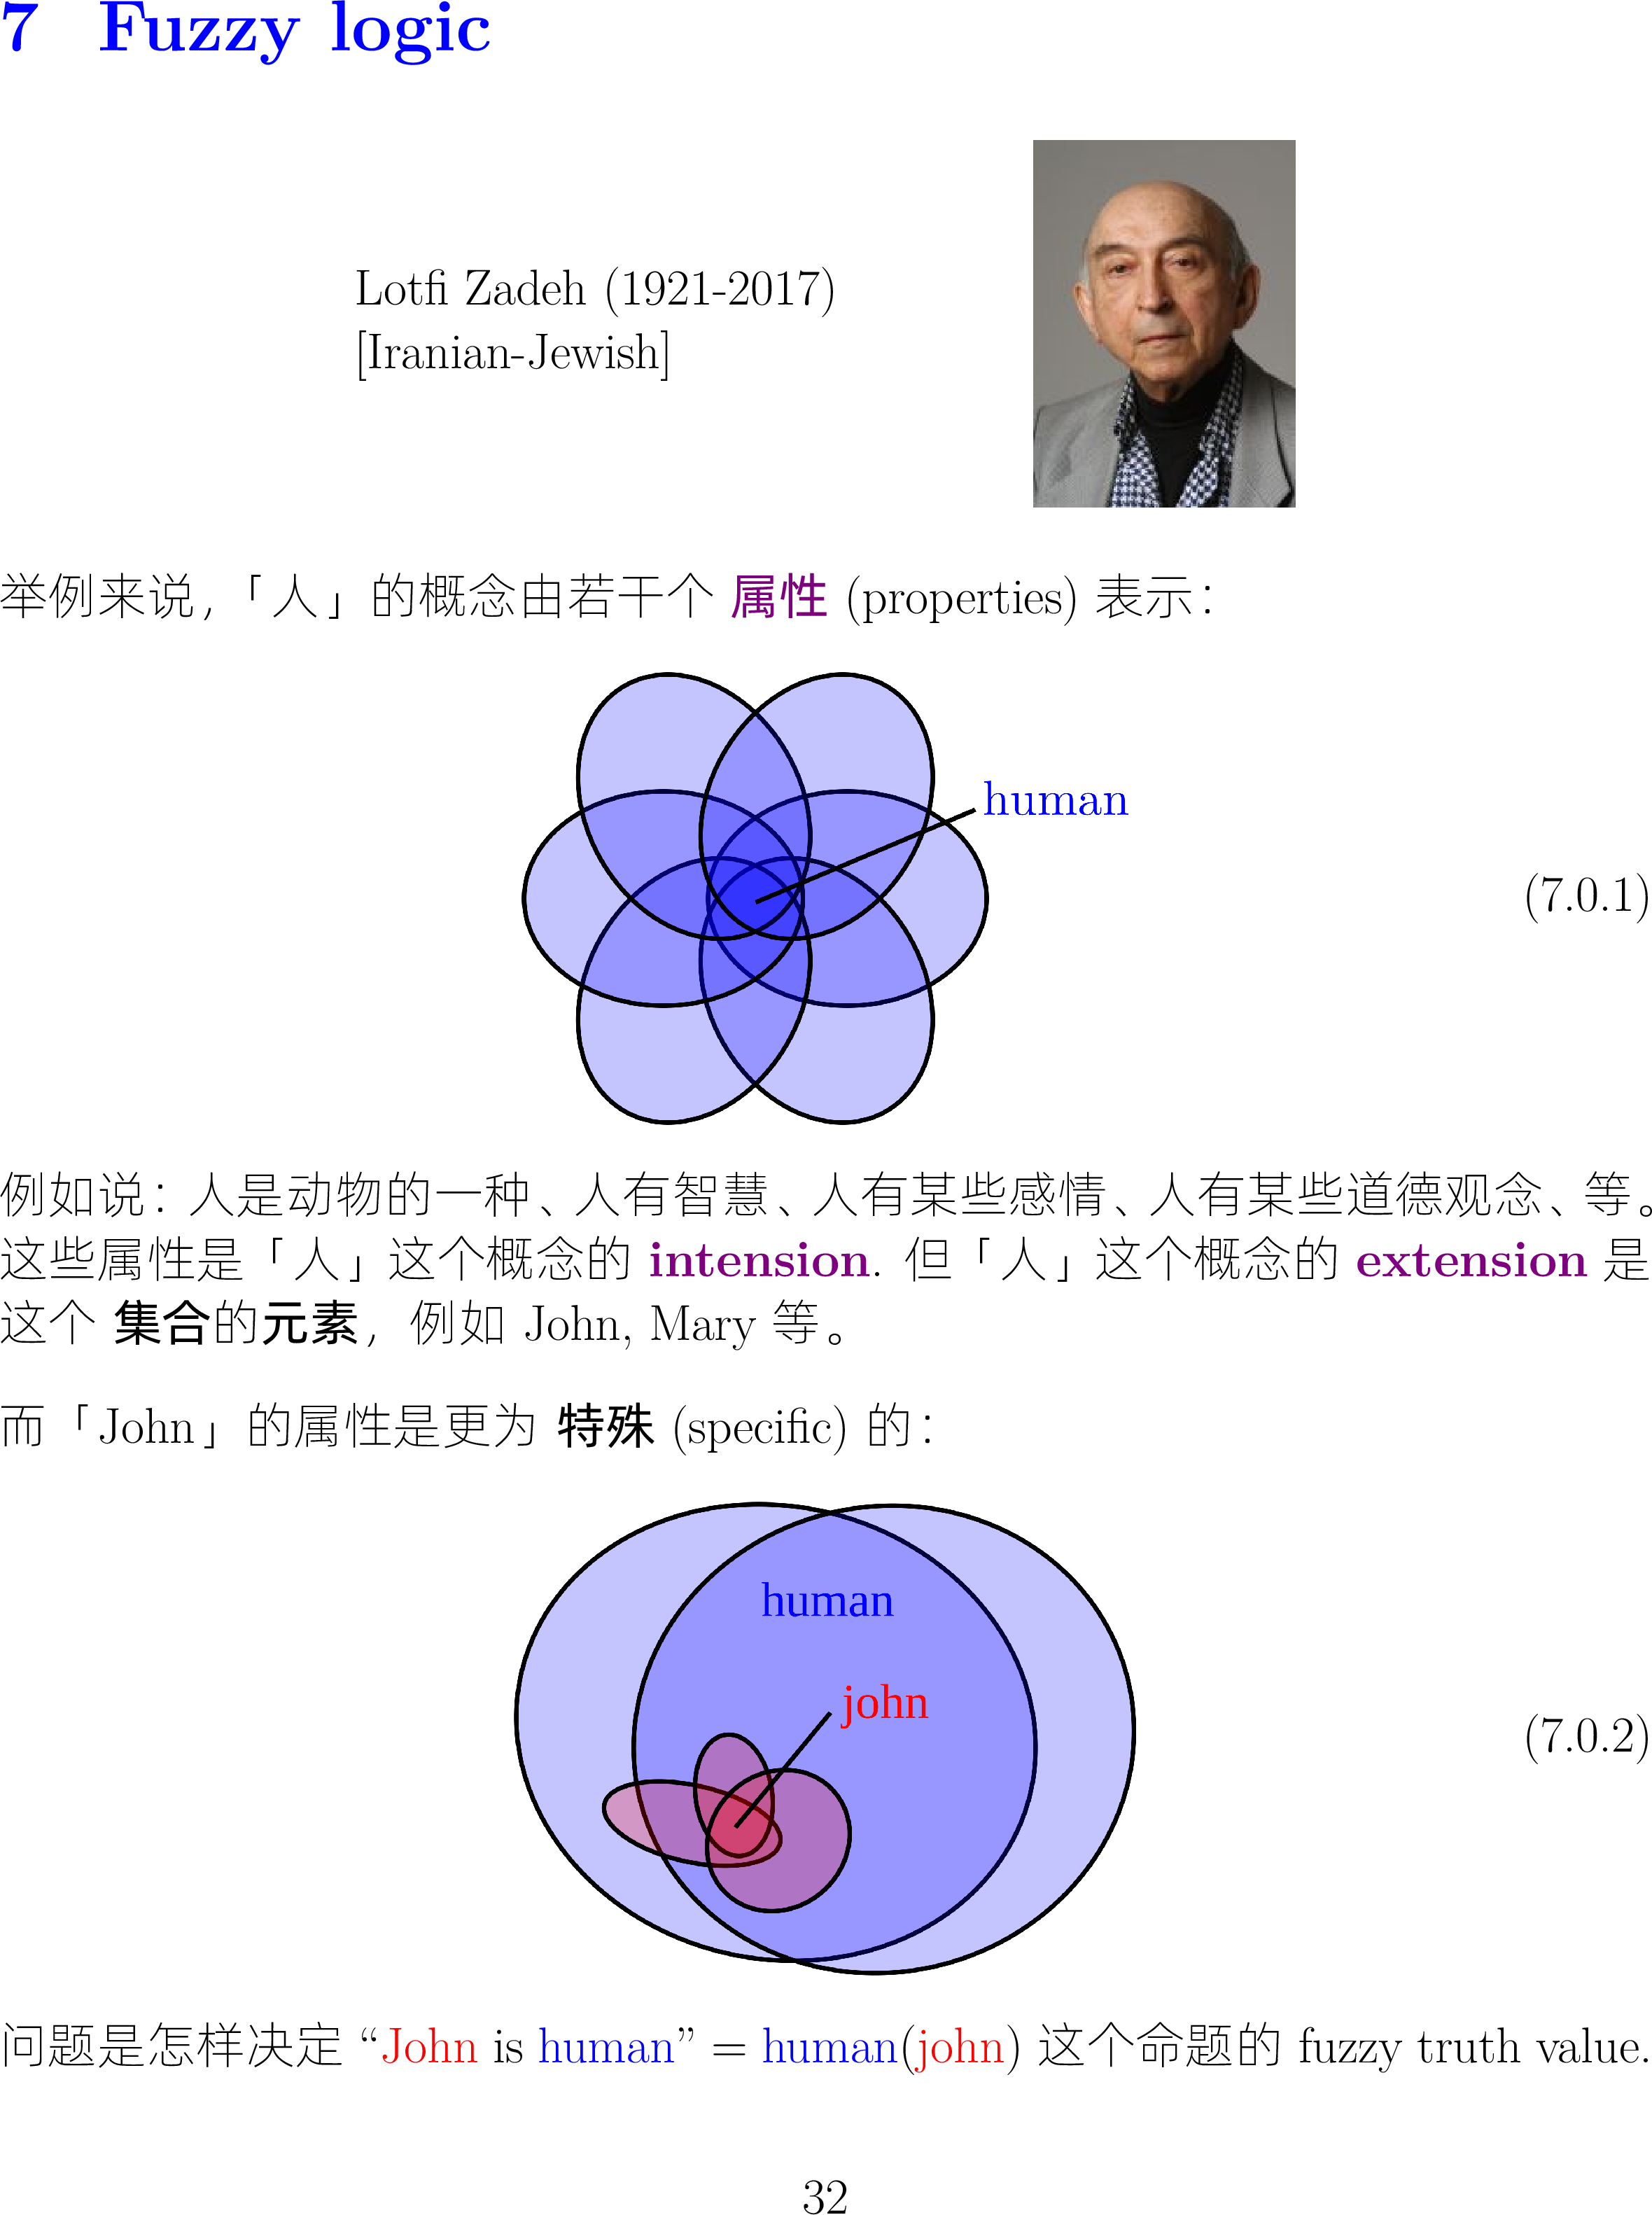 7 Fuzzy logic
Lotfi Zadeh (1921-2017)
[Iranian-Jewish]
举例来说,「人」的概念由若干个 属性 (properties) 表示:
human
(7.0.1)
例如说: 人是动物的一种、人有智慧、人有某些感情、人有某些道德观念、等。
这些属性是「人」这个概念的 intension. 但「人」这个概念的 extension 是
这个 集合的元素, 例如 John, Mary 等。
而「John」的属性是更为 特殊 (specific) 的:
human
john
(7.0.2)
问题是怎样决定 “John is human” = human(john) 这个命题的 fuzzy truth value.
32